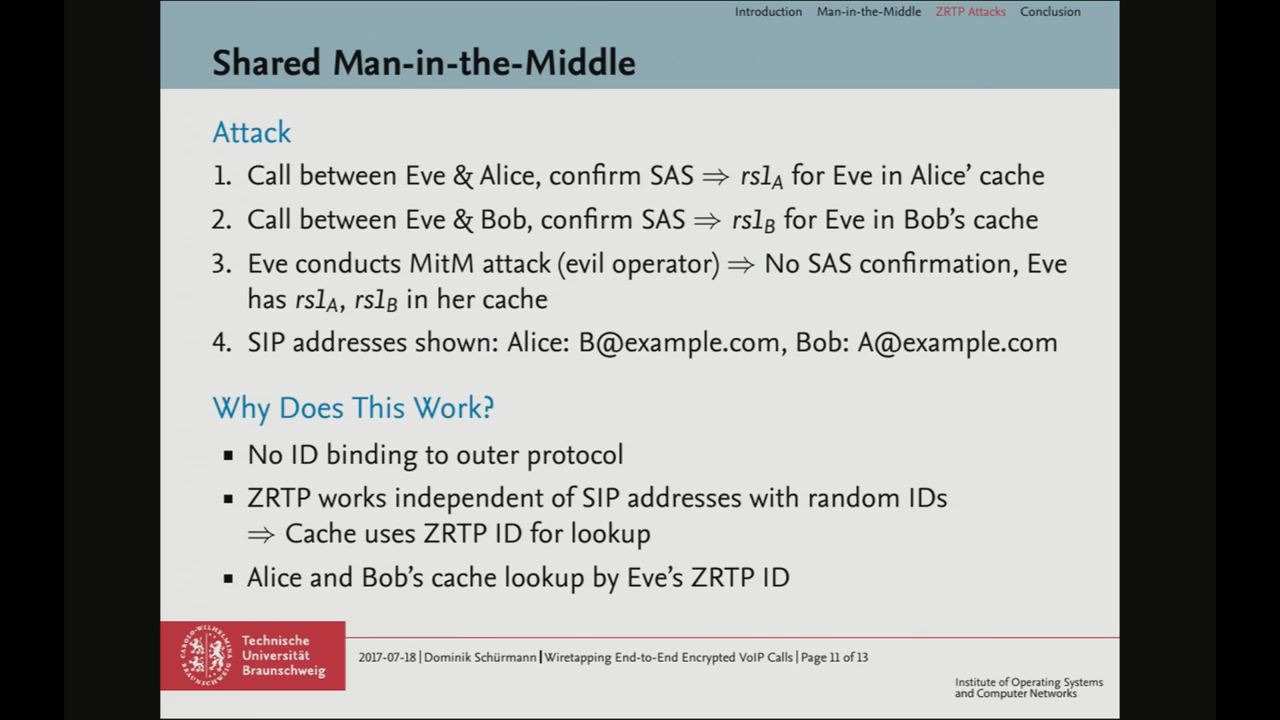 Introduction Man-in-the-Middle ZRTP Attacks Conclusion
Shared Man-in-the-Middle
Attack
1. Call between Eve & Alice, confirm SAS ⇒ rs1A for Eve in Alice' cache
2. Call between Eve & Bob, confirm SAS ⇒ rs1B for Eve in Bob's cache
3. Eve conducts MitM attack (evil operator) ⇒ No SAS confirmation, Eve
has rs1A, rs1B in her cache
4. SIP addresses shown: Alice: B@example.com, Bob: A@example.com
Why Does This Work?
▪ No ID binding to outer protocol
▪ ZRTP works independent of SIP addresses with random IDs
⇒ Cache uses ZRTP ID for lookup
▪ Alice and Bob's cache lookup by Eve's ZRTP ID
Technische
Universität
Braunschweig
2017-07-18 | Dominik Schürmann | Wiretapping End-to-End Encrypted VoIP Calls | Page 11 of 13
Institute of Operating Systems
and Computer Networks